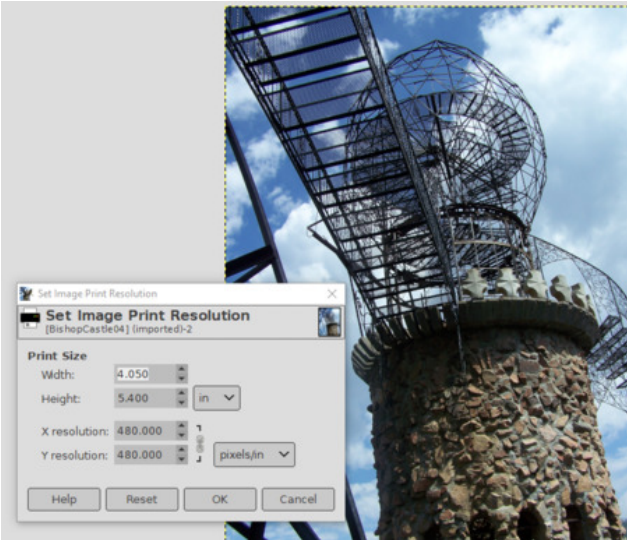 Set Image Print Resolution
Set Image Print Resolution
[BishopCastle04] (imported)-2
Print Size
Width: 4.050
Height: 5.400 in
X resolution: 480.000
Y resolution: 480.000 pixels/in
Help Reset OK Cancel